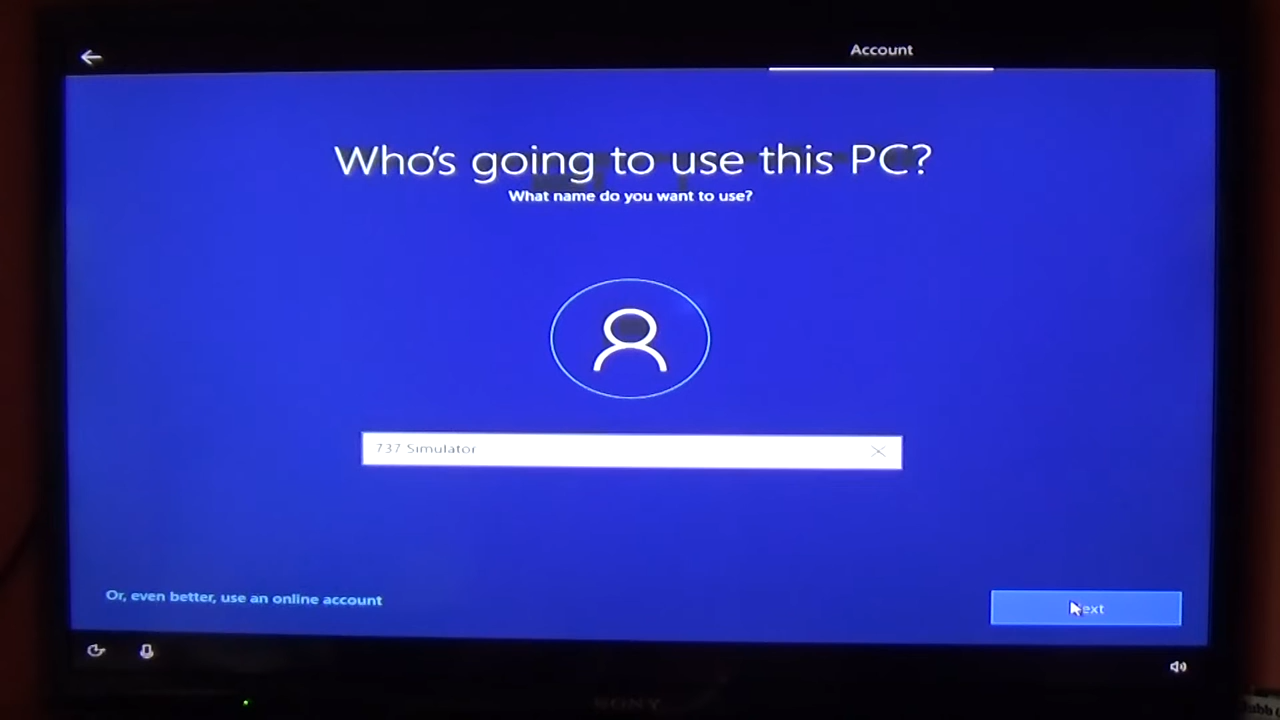 Account
Who's going to use this PC?
What name do you want to use?
737 Simulator
Or, even better, use an online account
Next
SONY